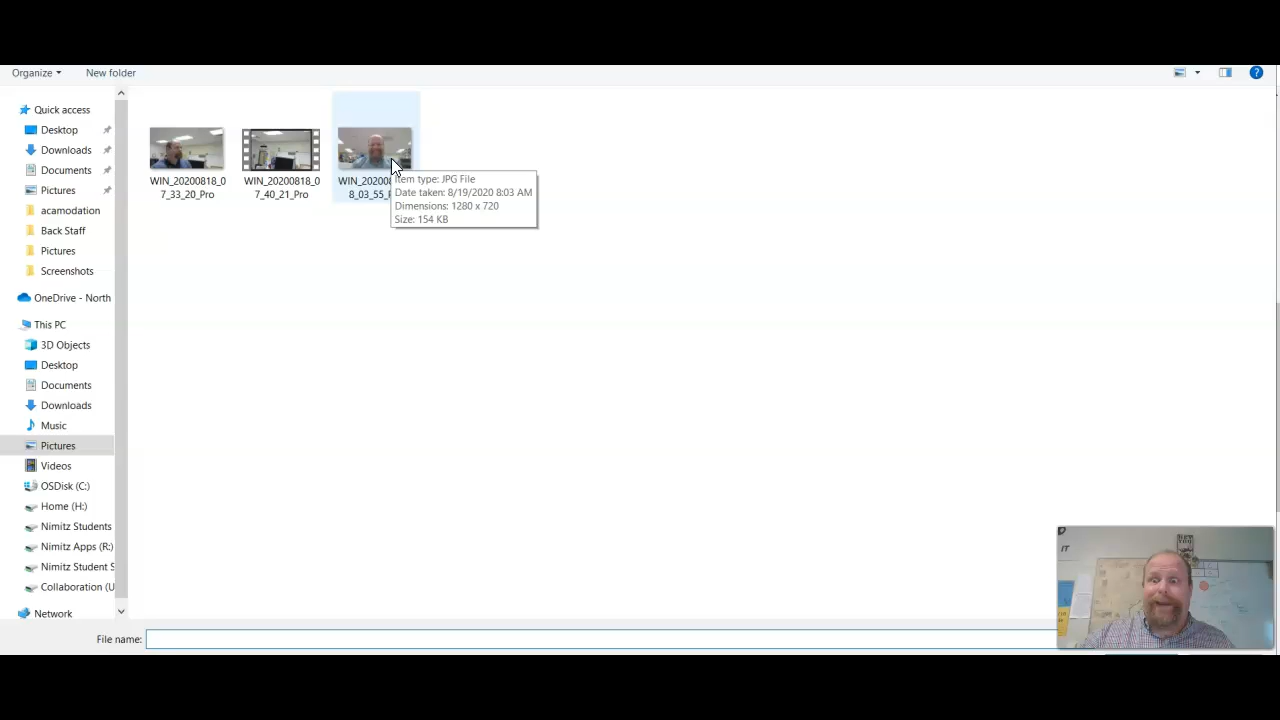 Organize
New folder
?
Quick access
Desktop
Downloads
Documents
Pictures
acamodation
Back Staff
Pictures
Screenshots
OneDrive - North
This PC
3D Objects
Desktop
Documents
Downloads
Music
Pictures
Videos
OSDisk (C:)
Home (H:)
Nimitz Students
Nimitz Apps (R:)
Nimitz Student S
Collaboration (U
Network
WIN_20200818_0
7_33_20_Pro
WIN_20200818_0
7_40_21_Pro
WIN_2020
8_03_55_
Item type: JPG File
Date taken: 8/19/2020 8:03 AM
Dimensions: 1280 x 720
Size: 154 KB
File name:
IT